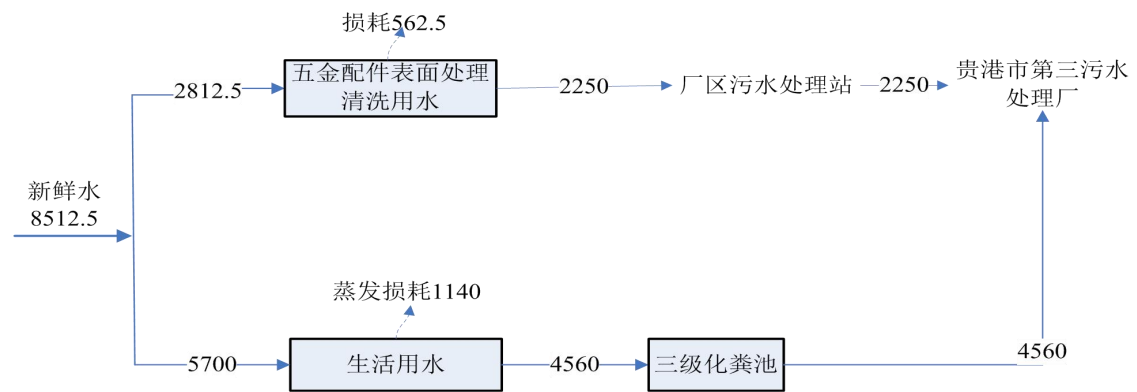 损耗562.5
五金配件表面处理
清洗用水
2812.5
2250
厂区污水处理站
2250
贵港市第三污水
处理厂
新鲜水
8512.5
蒸发损耗1140
5700
生活用水
4560
三级化粪池
4560